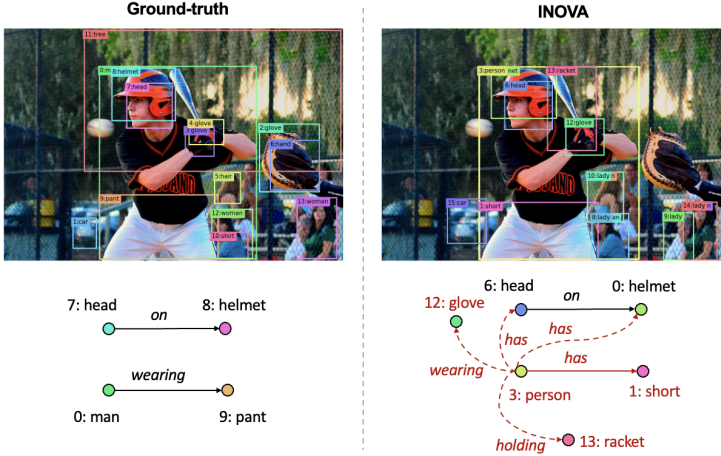 Ground-truth
11:tree
0:m
8:helmet
7:head
4:glove
3:glove
2:glove
6:hand
5:hair
9:pant
12:woman
13:woman
1:car
10:shirt
7: head
on
8: helmet
wearing
0: man
9: pant
INOVA
3:person
net
13:racket
6:head
12:glove
10:lady
15:car
1:short
8:lady
an
9:lady
14:lady
6: head
on
0: helmet
12: glove
has
has
wearing
has
3: person
1: short
holding
13: racket